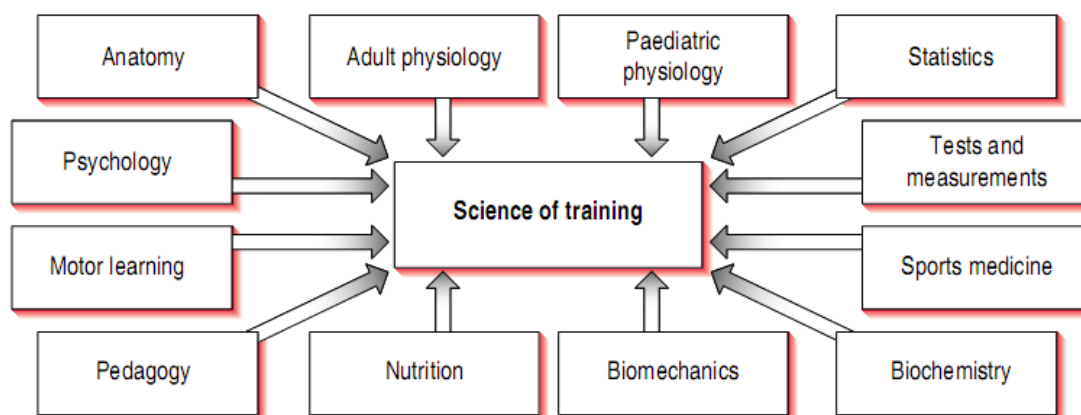 Anatomy
Adult physiology
Paediatric
physiology
Statistics
Psychology
Tests and
measurements
Science of training
Motor learning
Sports medicine
Pedagogy
Nutrition
Biomechanics
Biochemistry